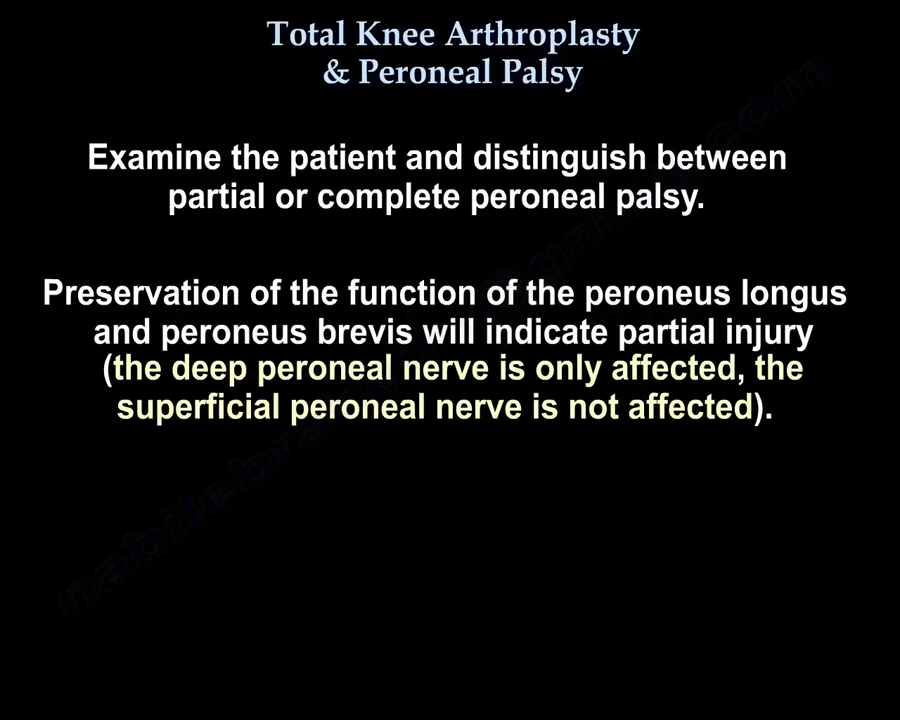 Total Knee Arthroplasty
& Peroneal Palsy
Examine the patient and distinguish between
partial or complete peroneal palsy.
Preservation of the function of the peroneus longus
and peroneus brevis will indicate partial injury
(the deep peroneal nerve is only affected, the
superficial peroneal nerve is not affected).